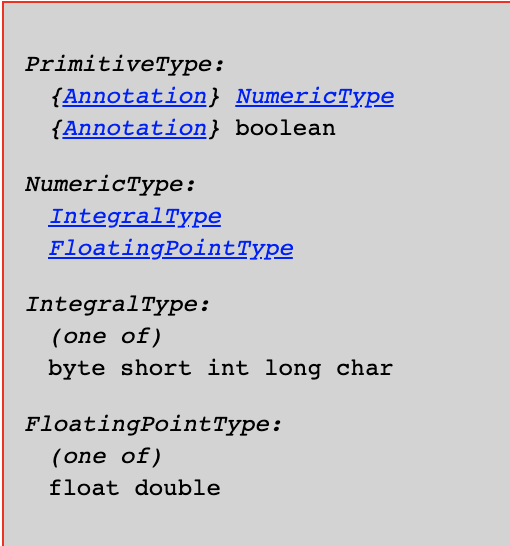 PrimitiveType:
{Annotation} NumericType
{Annotation} boolean
NumericType:
IntegralType
FloatingPointType
IntegralType:
(one of)
byte short int long char
FloatingPointType:
(one of)
float double